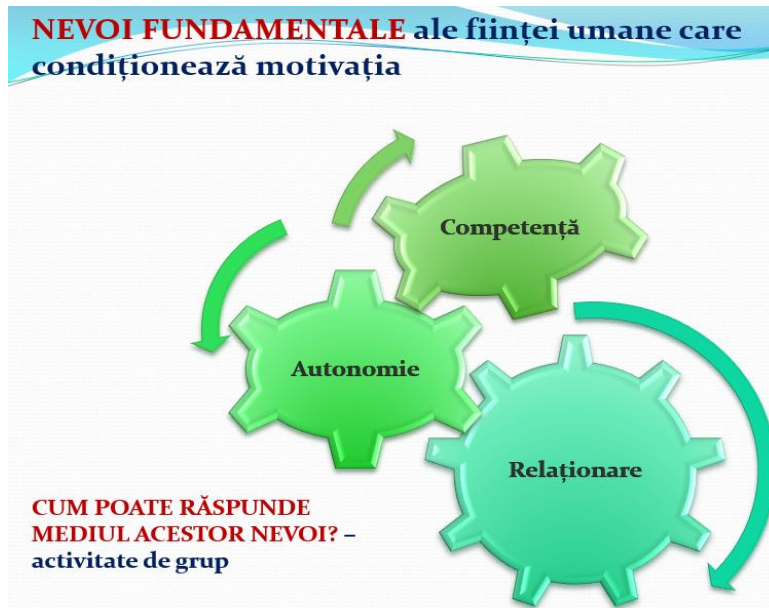 NEVOI FUNDAMENTALE ale ființei umane care
condiționează motivația
Competență
Autonomie
Relaționare
CUM POATE RĂSPUNDE
MEDIUL ACESTOR NEVOI? –
activitate de grup